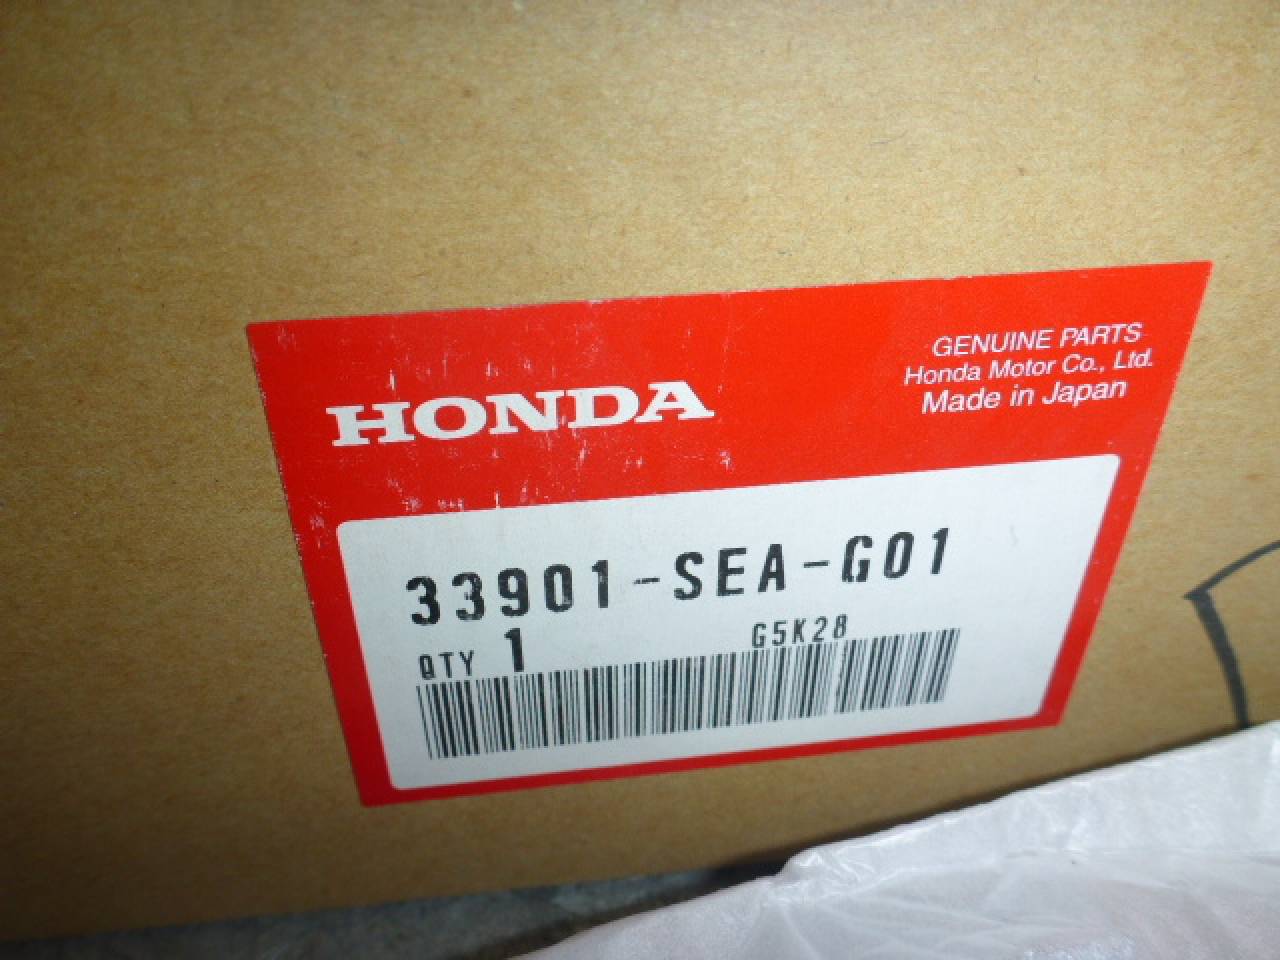 HONDA
GENUINE PARTS
Honda Motor Co., Ltd.
Made in Japan
33901-SEA-G01
QTY 1 G5K28